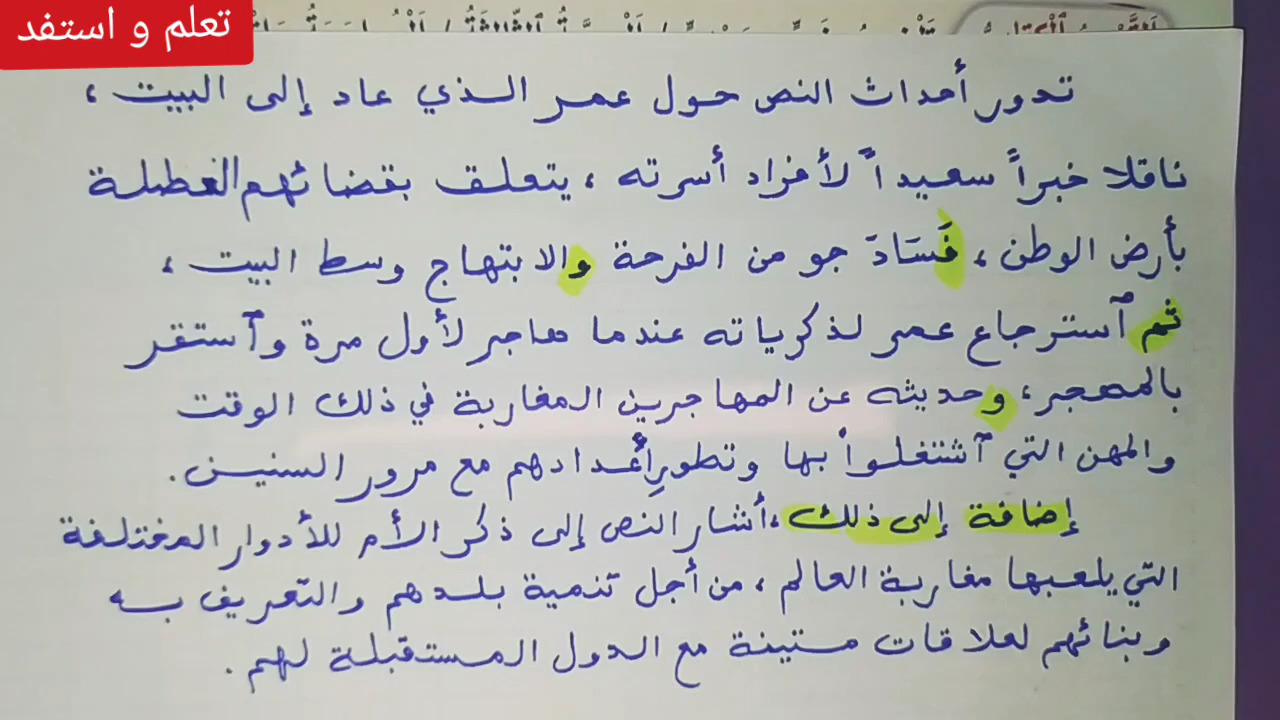 تعلم و استفد
تدور أحداث النص حول عمر الذي عاد إلى البيت ،
ناقلا خبراً سعيداً لأفراد أسرته ، يتعلق بقضائهم العطلة
بأرض الوطن ، فَسَادَ جو من الفرحة والابتهاج وسط البيت ،
ثم ٱسترجاع عمر لذكرياته عندما هاجر لأول مرة وٱستقر
بالمهجر ، وحديثه عن المهاجرين المغاربة في ذلك الوقت
والمهن التي ٱشتغلوا بها وتطورِ أعدادهم مع مرور السنين .
إضافة إلى ذلك ، أشار النص إلى ذكر الأم للأدوار المختلفة
التي يلعبها مغاربة العالم ، من أجل تنمية بلدهم والتعريف به
وبنائهم لعلاقات متينة مع الدول المستقبلة لهم .